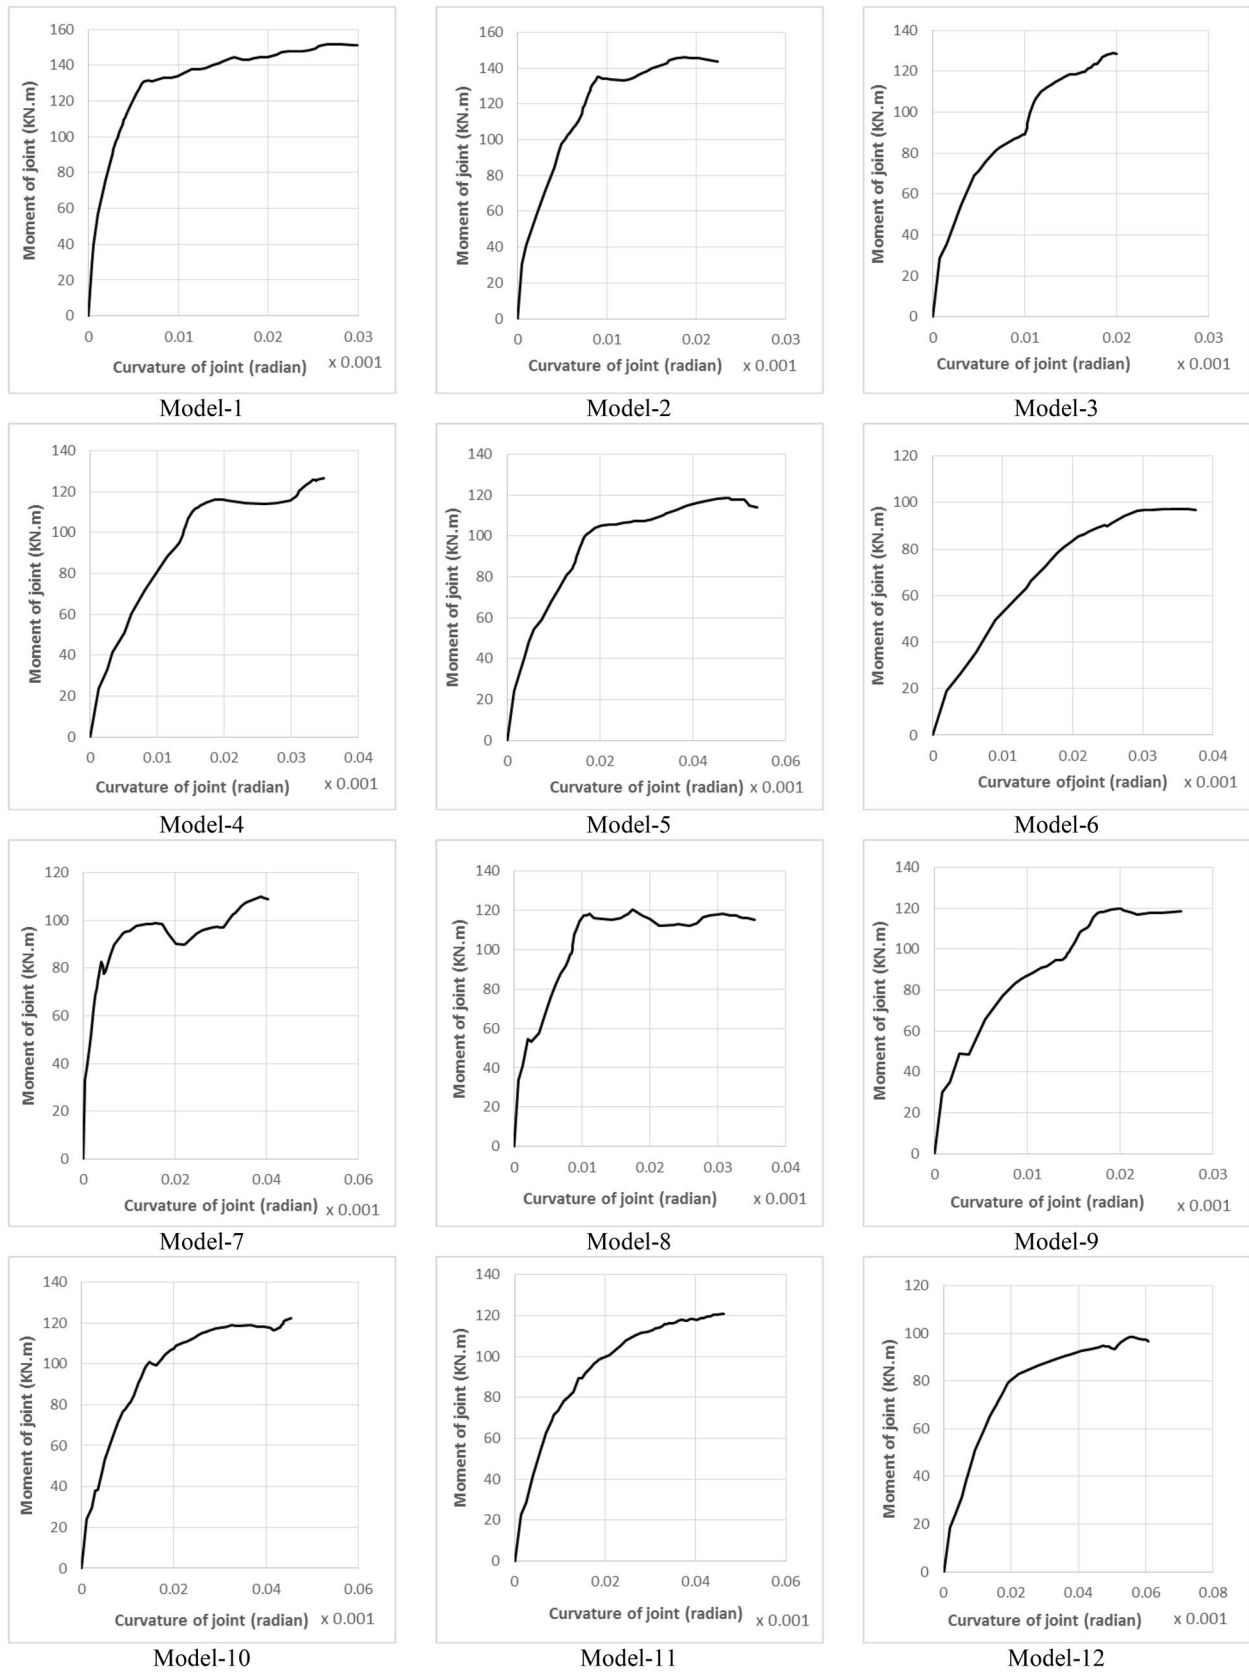 160
140
120
100
80
60
40
20
0
Moment of joint (KN.m)
0 0.01 0.02 0.03
Curvature of joint (radian) x 0.001
Model-1
160
140
120
100
80
60
40
20
0
Moment of joint (KN.m)
0 0.01 0.02 0.03
Curvature of joint (radian) x 0.001
Model-2
140
120
100
80
60
40
20
0
Moment of joint (KN.m)
0 0.01 0.02 0.03
Curvature of joint (radian) x 0.001
Model-3
140
120
100
80
60
40
20
0
Moment of joint (KN.m)
0 0.01 0.02 0.03 0.04
Curvature of joint (radian) x 0.001
Model-4
140
120
100
80
60
40
20
0
Moment of joint (KN.m)
0 0.02 0.04 0.06
Curvature of joint (radian) x 0.001
Model-5
120
100
80
60
40
20
0
Moment of joint (KN.m)
0 0.01 0.02 0.03 0.04
Curvature ofjoint (radian) x 0.001
Model-6
120
100
80
60
40
20
0
Moment of joint (KN.m)
0 0.02 0.04 0.06
Curvature of joint (radian) x 0.001
Model-7
140
120
100
80
60
40
20
0
Moment of joint (KN.m)
0 0.01 0.02 0.03 0.04
Curvature of joint (radian) x 0.001
Model-8
140
120
100
80
60
40
20
0
Moment of joint (KN.m)
0 0.01 0.02 0.03
Curvature of joint (radian) x 0.001
Model-9
140
120
100
80
60
40
20
0
Moment of joint (KN.m)
0 0.02 0.04 0.06
Curvature of joint (radian) x 0.001
Model-10
140
120
100
80
60
40
20
0
Moment of joint (KN.m)
0 0.02 0.04 0.06
Curvature of joint (radian) x 0.001
Model-11
120
100
80
60
40
20
0
Moment of joint (KN.m)
0 0.02 0.04 0.06 0.08
Curvature of joint (radian) x 0.001
Model-12